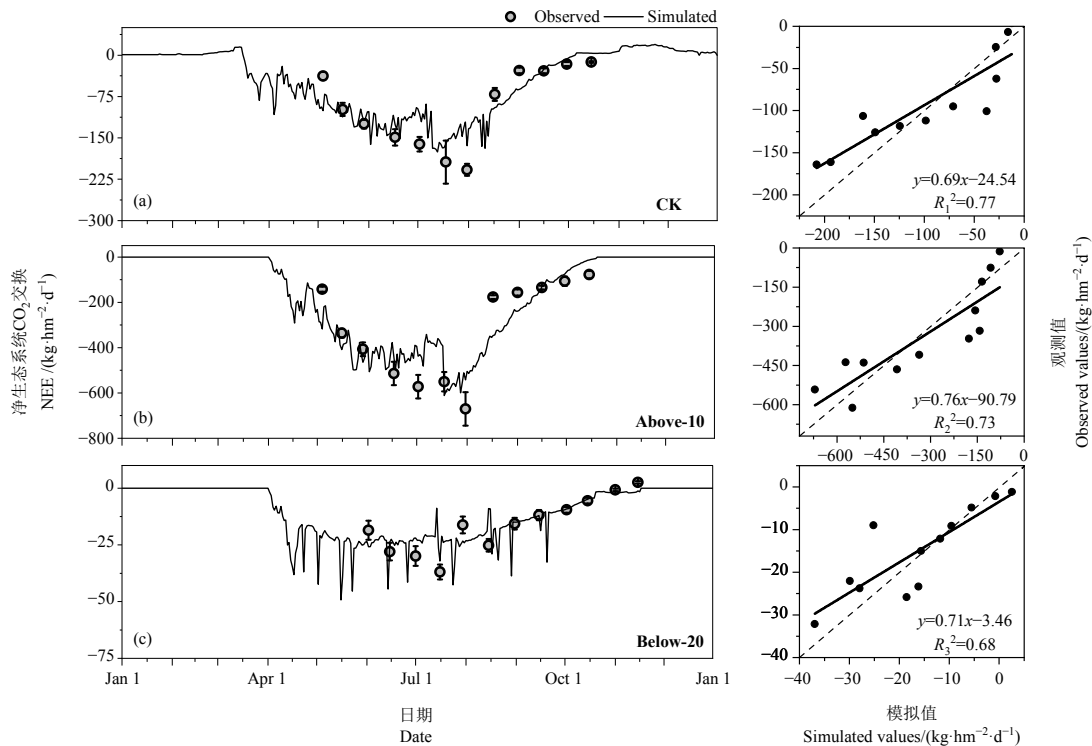 Observed Simulated
0
−75
−150
−225
−300
(a)
CK
0
−50
−100
−150
−200
y=0.69x−24.54
R₁²=0.77
−200 −150 −100 −50 0
净生态系统CO₂交换
NEE /(kg·hm⁻²·d⁻¹)
0
−200
−400
−600
−800
(b)
Above-10
0
−150
−300
−450
−600
y=0.76x−90.79
R₂²=0.73
−600 −450 −300 −150 0
观测值
Observed values/(kg·hm⁻²·d⁻¹)
0
−25
−50
−75
(c)
Below-20
Jan 1 Apr 1 Jul 1 Oct 1 Jan 1
日期
Date
0
−10
−20
−30
−40
y=0.71x−3.46
R₃²=0.68
−40 −30 −20 −10 0
模拟值
Simulated values/(kg·hm⁻²·d⁻¹)